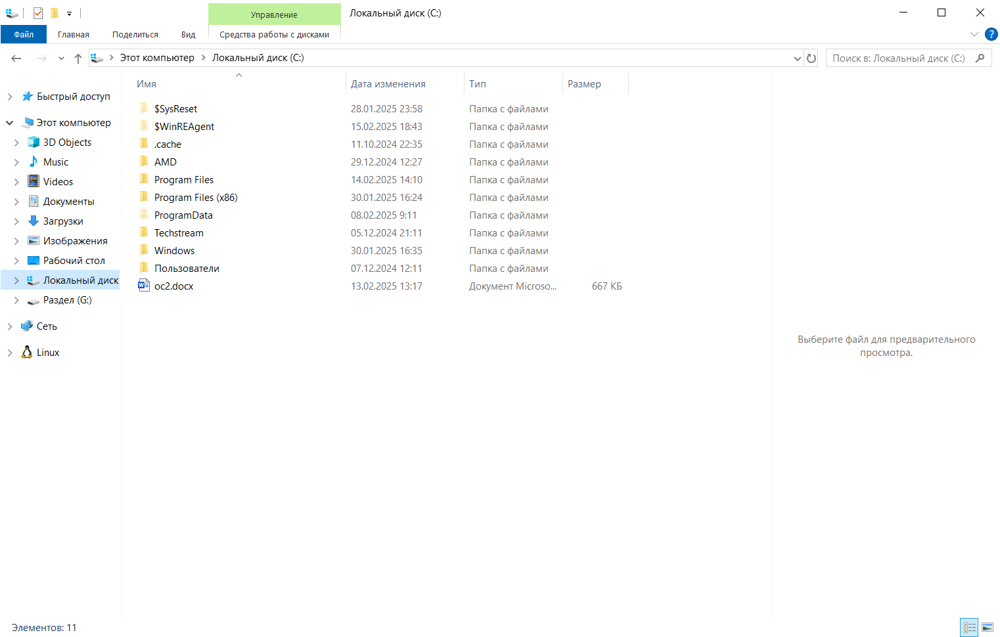 Управление
Локальный диск (C:)
Файл
Главная
Поделиться
Вид
Средства работы с дисками
?
Этот компьютер
Локальный диск (C:)
Поиск в: Локальный диск (C:)
Имя
Дата изменения
Тип
Размер
Быстрый доступ
Этот компьютер
3D Objects
Music
Videos
Документы
Загрузки
Изображения
Рабочий стол
Локальный диск
Раздел (G:)
Сеть
Linux
$SysReset 28.01.2025 23:58 Папка с файлами
$WinREAgent 15.02.2025 18:43 Папка с файлами
.cache 11.10.2024 22:35 Папка с файлами
AMD 29.12.2024 12:27 Папка с файлами
Program Files 14.02.2025 14:10 Папка с файлами
Program Files (x86) 30.01.2025 16:24 Папка с файлами
ProgramData 08.02.2025 9:11 Папка с файлами
Techstream 05.12.2024 21:11 Папка с файлами
Windows 30.01.2025 16:35 Папка с файлами
Пользователи 07.12.2024 12:11 Папка с файлами
ос2.docx 13.02.2025 13:17 Документ Microso... 667 КБ
Выберите файл для предварительного
просмотра.
Элементов: 11